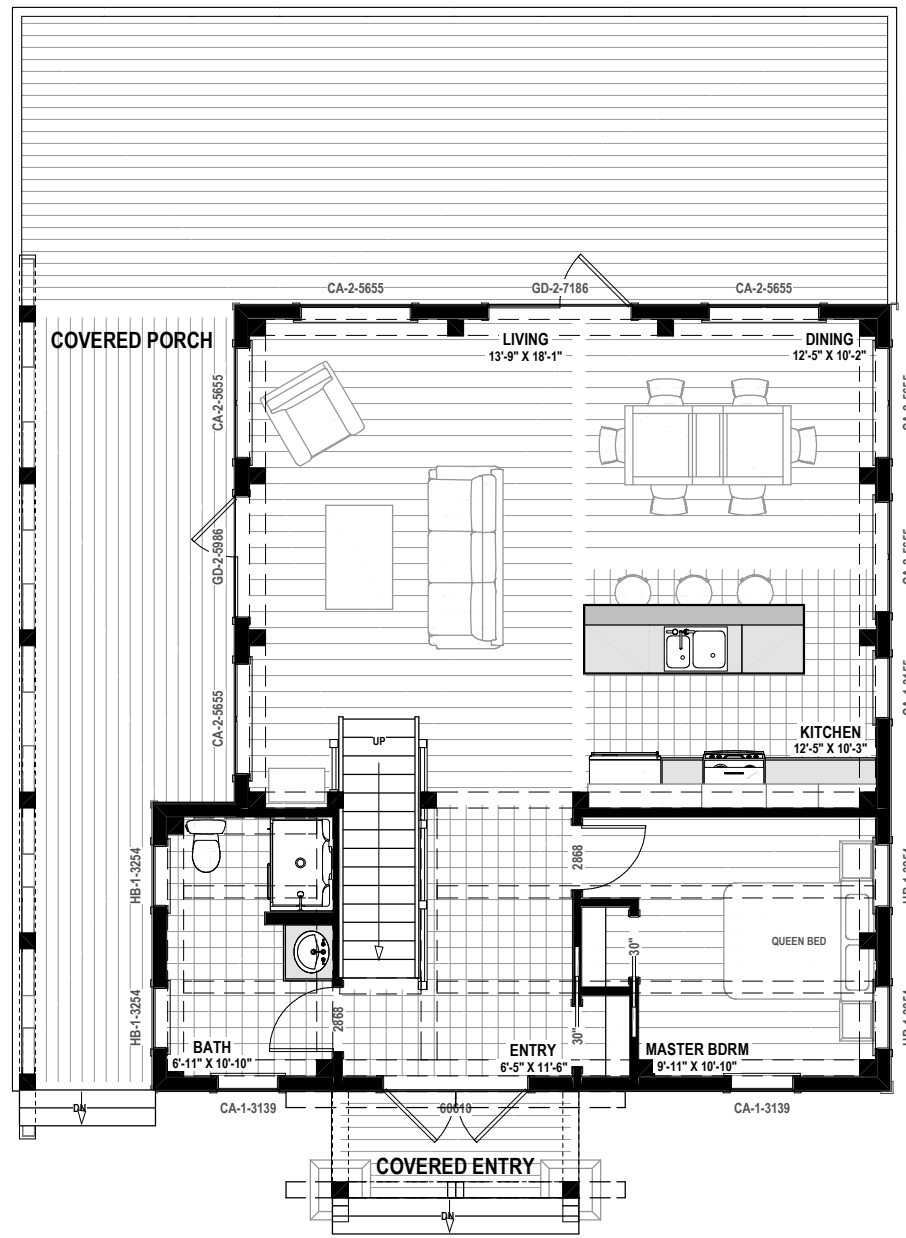 CA-2-5655
GD-2-7186
CA-2-5655
COVERED PORCH
LIVING
13'-9" X 18'-1"
DINING
12'-5" X 10'-2"
CA-2-5655
GD-2-5986
CA-2-5655
KITCHEN
12'-5" X 10'-3"
UP
HB-1-3254
HB-1-3254
2868
QUEEN BED
30"
2868
30"
BATH
6'-11" X 10'-10"
ENTRY
6'-5" X 11'-6"
MASTER BDRM
9'-11" X 10'-10"
DN
CA-1-3139
CA-1-3139
COVERED ENTRY
DN